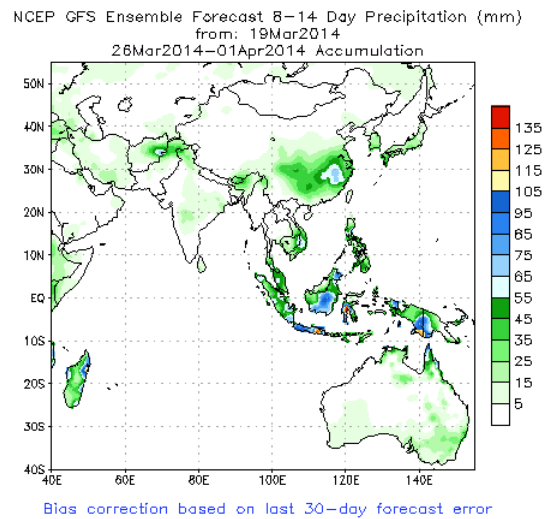 NCEP GFS Ensemble Forecast 8-14 Day Precipitation (mm)
from: 19Mar2014
26Mar2014-01Apr2014 Accumulation
50N
40N
30N
20N
10N
EQ
10S
20S
30S
40S
40E
60E
80E
100E
120E
140E
135
125
115
105
95
85
75
65
55
45
35
25
15
5
Bias correction based on last 30-day forecast error